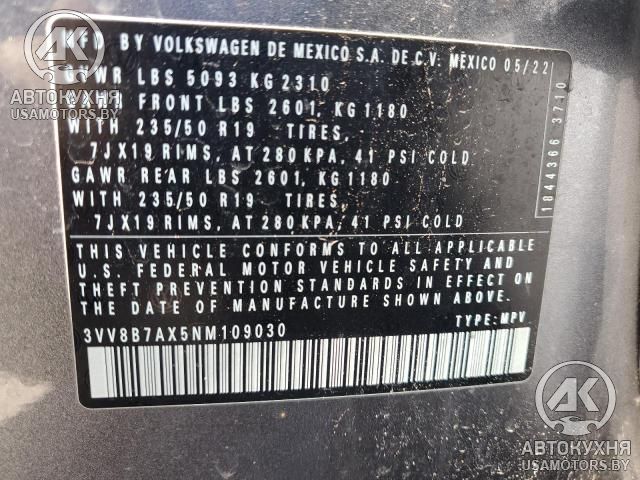 MFD BY VOLKSWAGEN DE MEXICO S.A. DE C.V. MEXICO 05/22
GVWR LBS 5093 KG 2310
FRONT LBS 2601, KG 1180
WITH 235/50 R19 TIRES,
7JX19 RIMS, AT 280 KPA, 41 PSI COLD
GAWR REAR LBS 2601, KG 1180
WITH 235/50 R19 TIRES,
7JX19 RIMS, AT 280 KPA, 41 PSI COLD
THIS VEHICLE CONFORMS TO ALL APPLICABLE
U.S. FEDERAL MOTOR VEHICLE SAFETY AND
THEFT PREVENTION STANDARDS IN EFFECT ON
THE DATE OF MANUFACTURE SHOWN ABOVE.
3VV8B7AX5NM109030 TYPE: MPV
1844366 3710
АК
АВТОКУХНЯ
USAMOTORS.BY
АК
АВТОКУХНЯ
USAMOTORS.BY